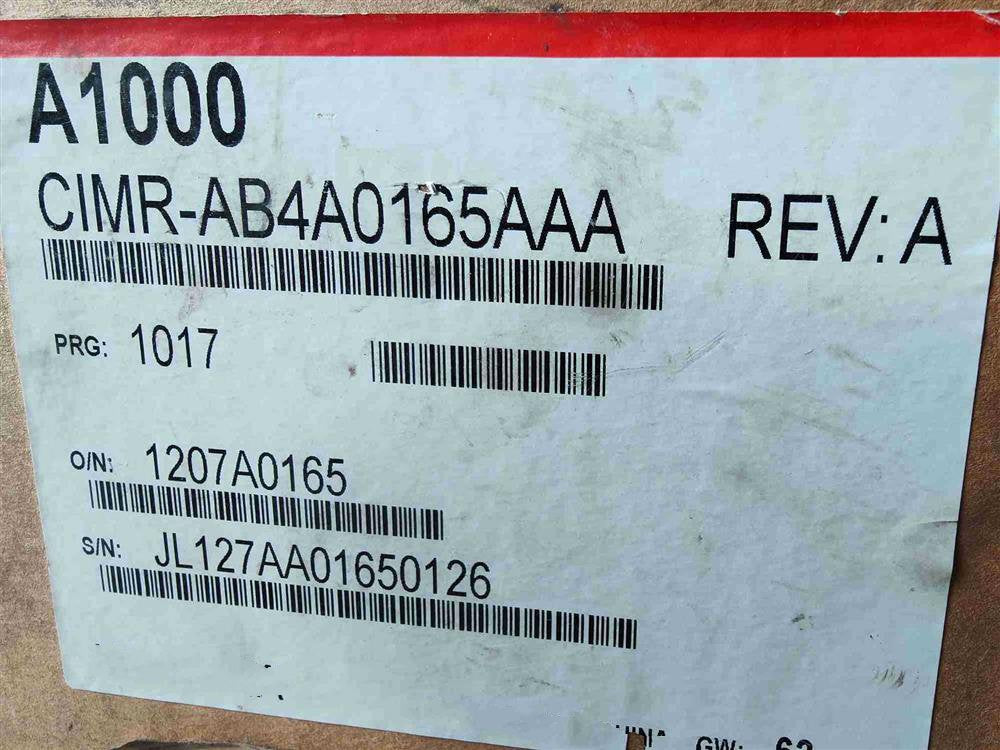 A1000
CIMR-AB4A0165AAA REV: A
PRG: 1017
O/N: 1207A0165
S/N: JL127AA01650126
GW: